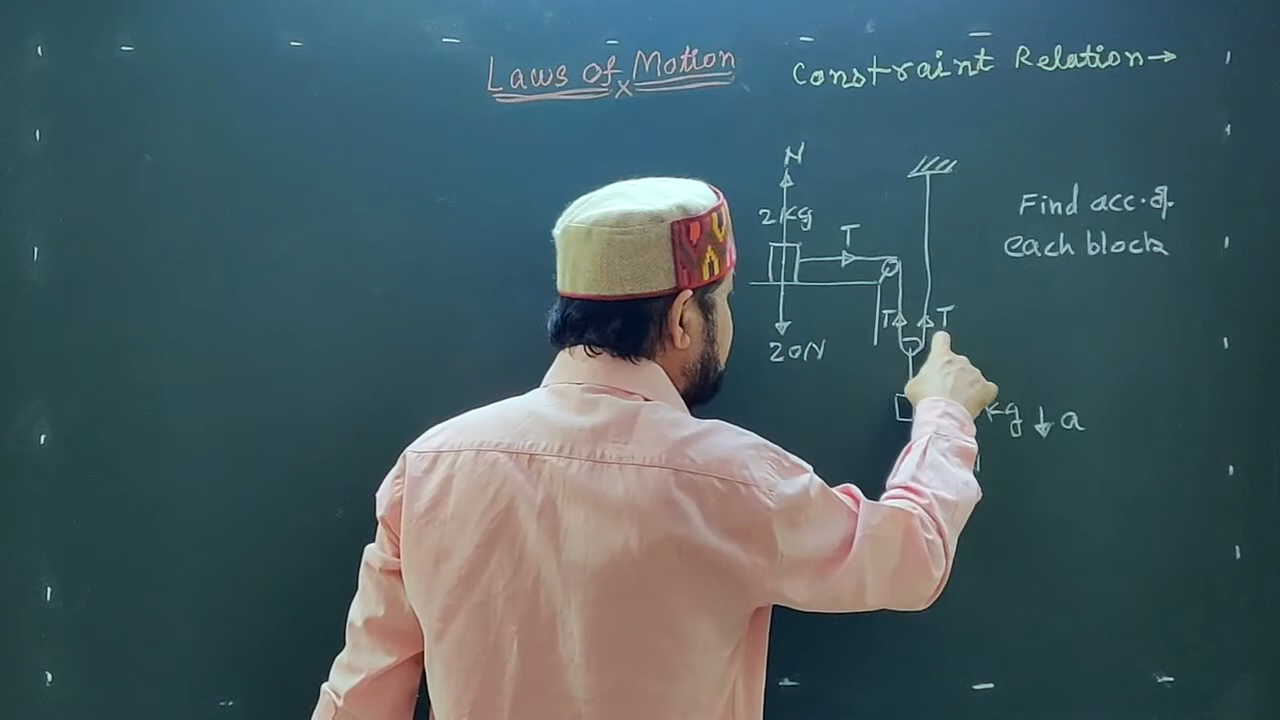 Laws of Motion
x
Constraint Relation→
N
2kg
T
Find acc. of
each block
T
T
20N
kg ↓ a